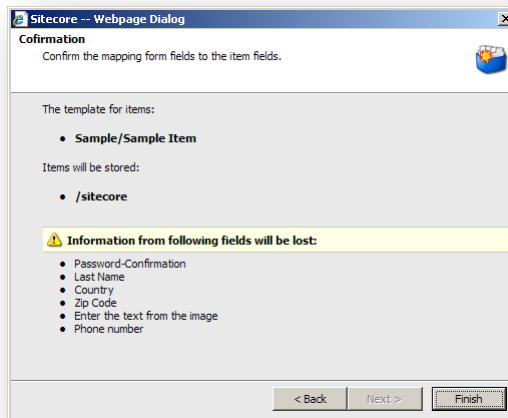 Sitecore -- Webpage Dialog
Cofirmation
Confirm the mapping form fields to the item fields.
The template for items:
• Sample/Sample Item
Items will be stored:
• /sitecore
Information from following fields will be lost:
• Password-Confirmation
• Last Name
• Country
• Zip Code
• Enter the text from the image
• Phone number
< Back Next > Finish